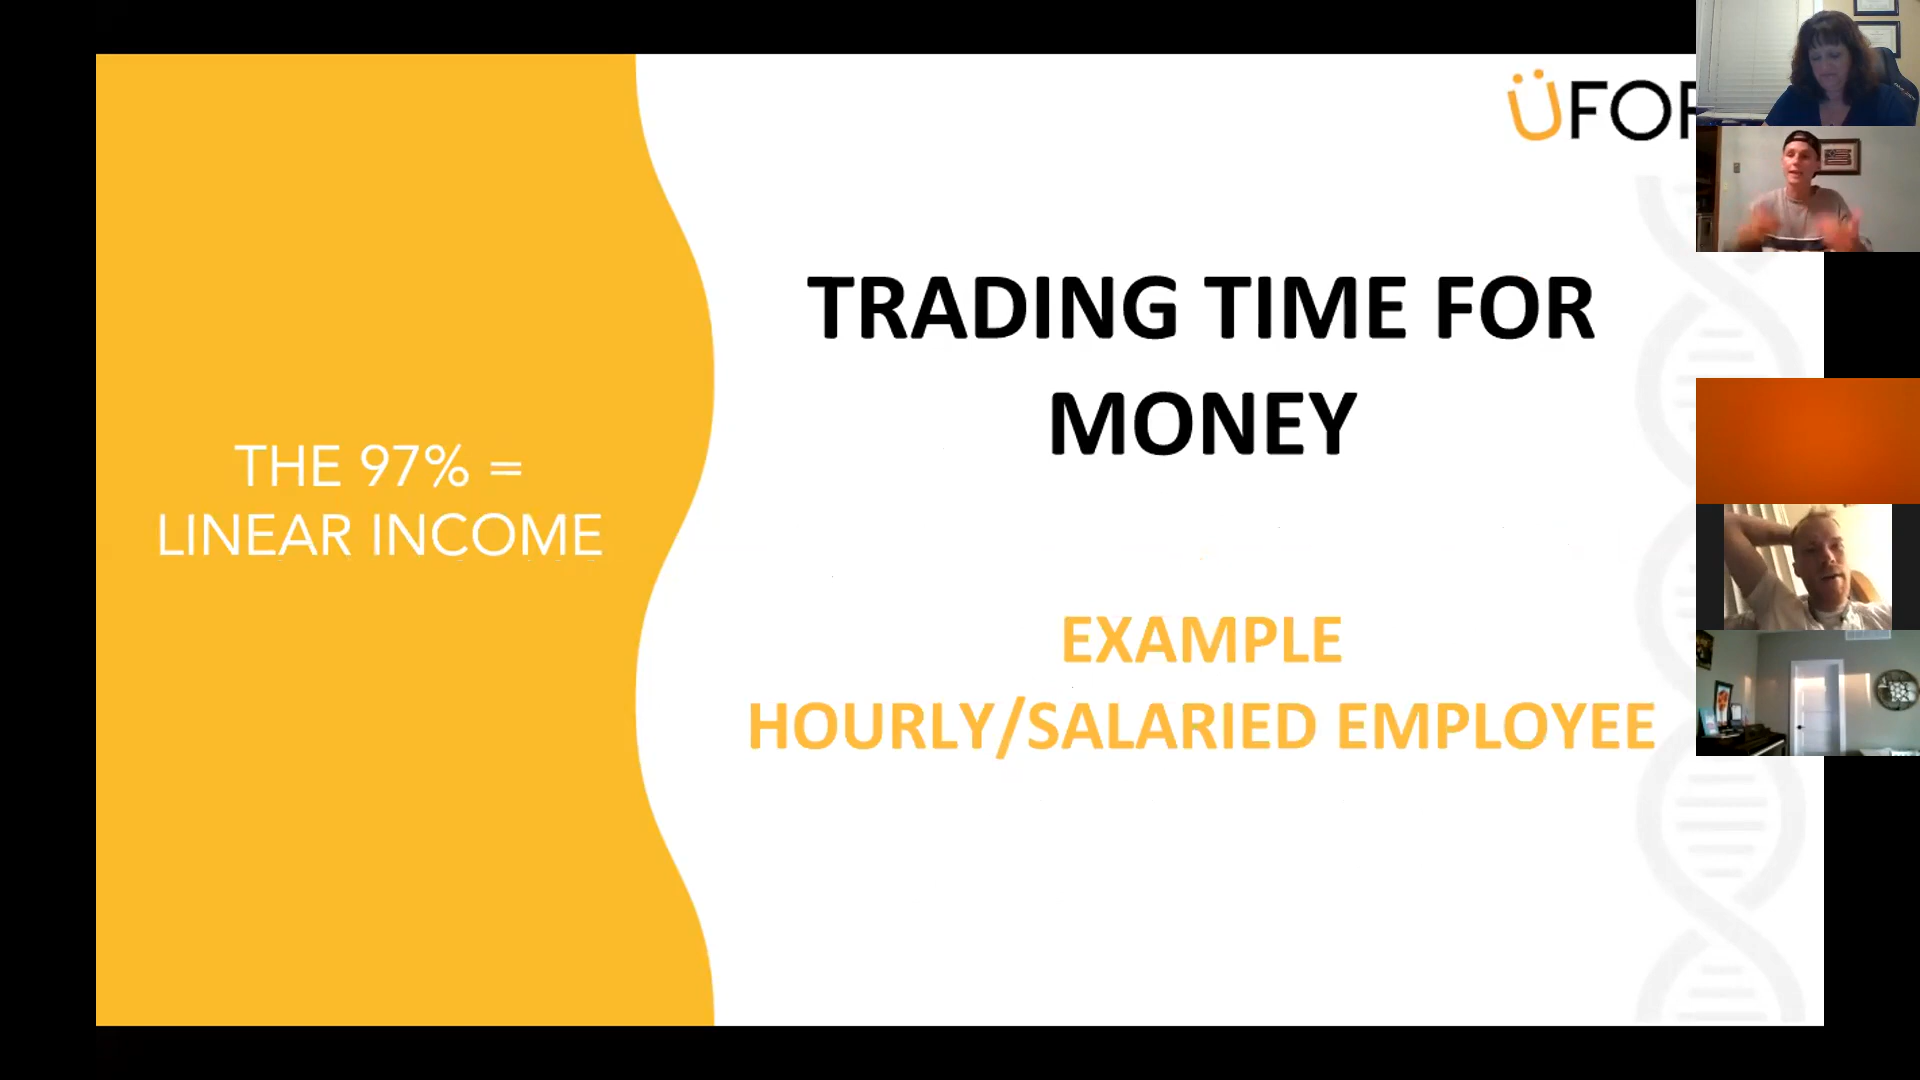 ÜFOR
TRADING TIME FOR
MONEY
THE 97% =
LINEAR INCOME
EXAMPLE
HOURLY/SALARIED EMPLOYEE